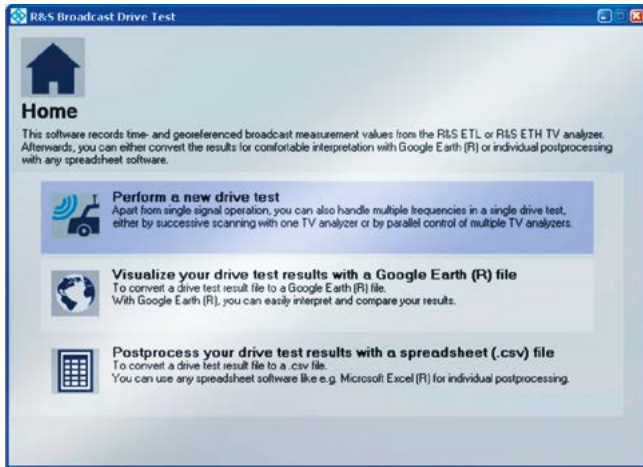 R&S Broadcast Drive Test
Home
This software records time- and georeferenced broadcast measurement values from the R&S ETL or R&S ETH TV analyzer.
Afterwards, you can either convert the results for comfortable interpretation with Google Earth (R) or individual postprocessing
with any spreadsheet software.
Perform a new drive test
Apart from single signal operation, you can also handle multiple frequencies in a single drive test,
either by successive scanning with one TV analyzer or by parallel control of multiple TV analyzers.
Visualize your drive test results with a Google Earth (R) file
To convert a drive test result file to a Google Earth (R) file.
With Google Earth (R), you can easily interpret and compare your results.
Postprocess your drive test results with a spreadsheet (.csv) file
To convert a drive test result file to a .csv file.
You can use any spreadsheet software like e.g. Microsoft Excel (R) for individual postprocessing.